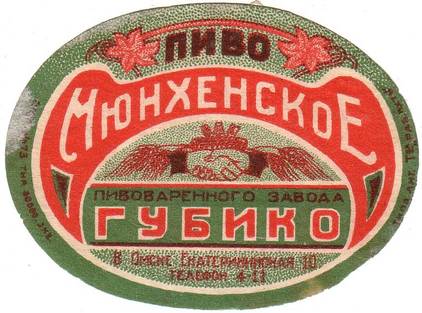 ПИВО
МЮНХЕНСКОЕ
ПИВОВАРЕННОГО ЗАВОДА
ГУБИКО
В ОМСКЕ ЕКАТЕРИНИНСКАЯ 10
ТЕЛЕФОН 4-11